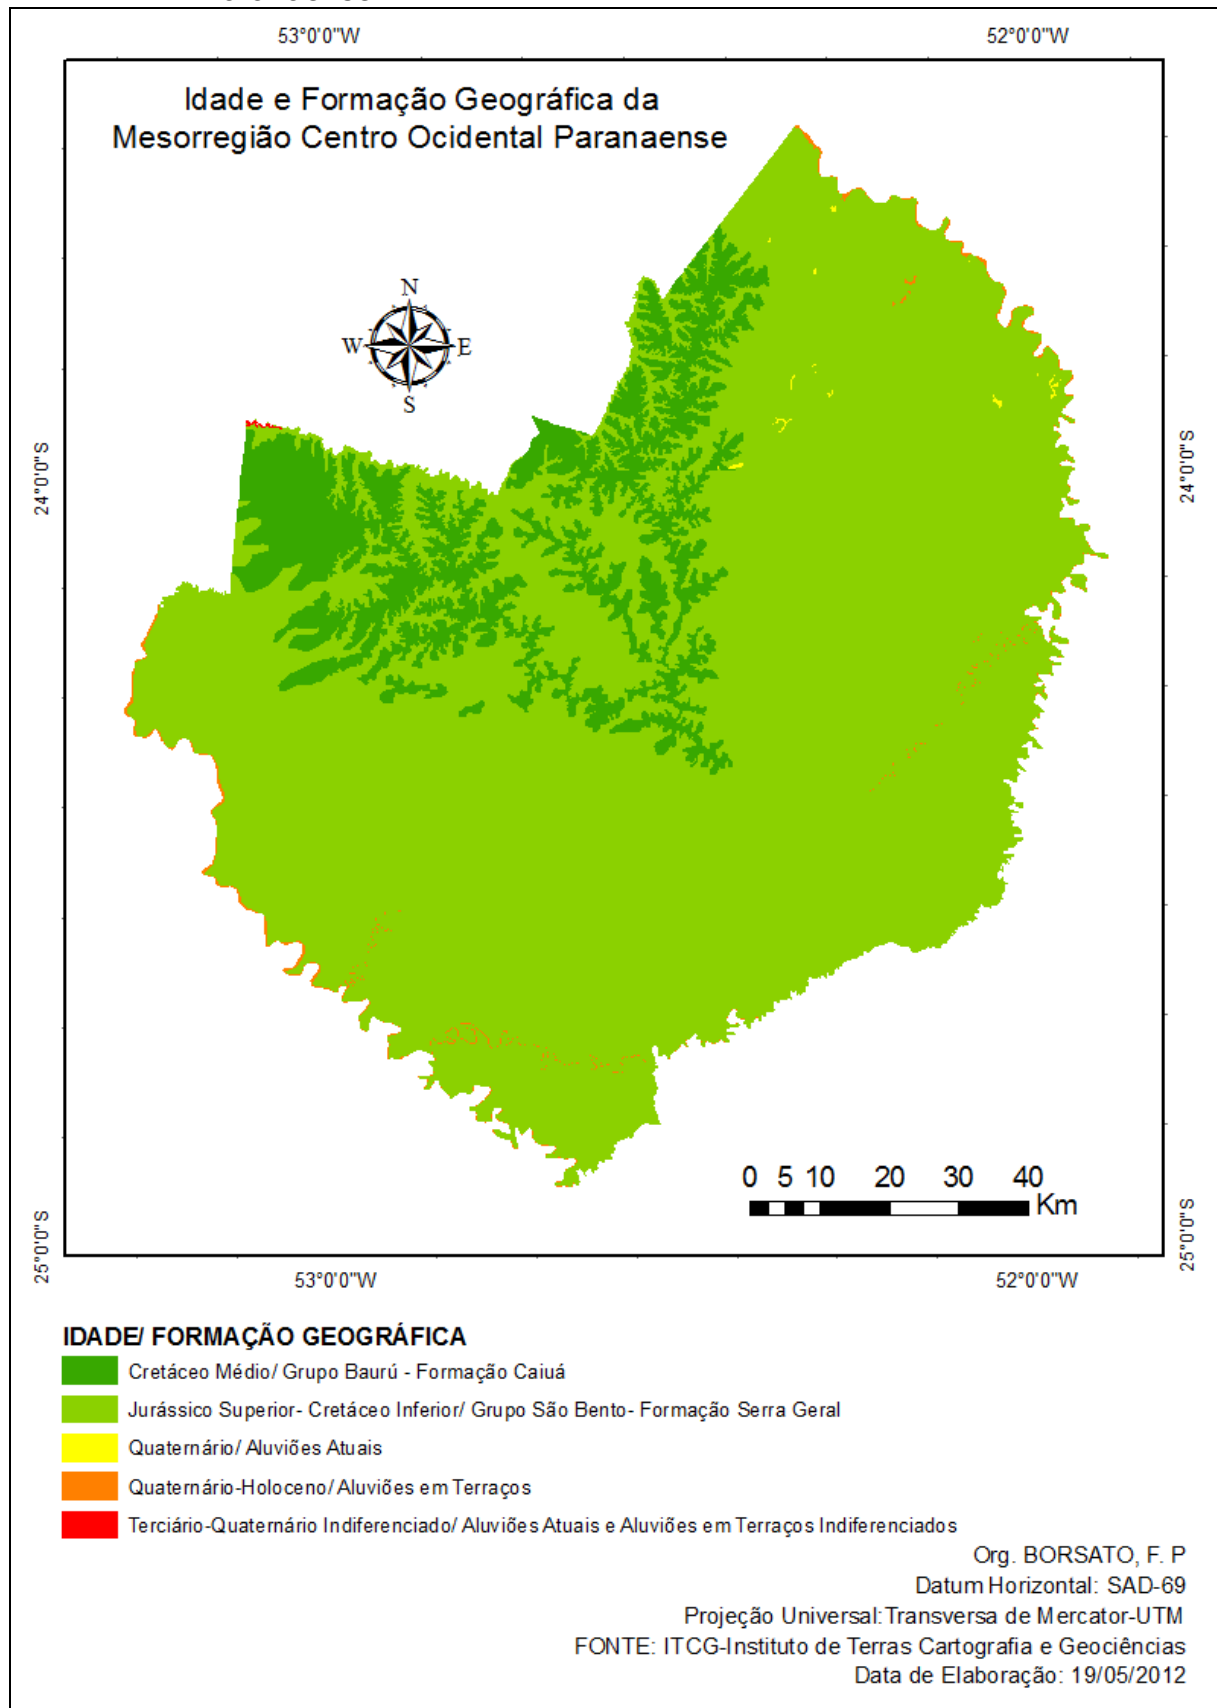 53°0'0"W 52°0'0"W
Idade e Formação Geográfica da
Mesorregião Centro Ocidental Paranaense
N
W E
S
24°0'0"S 24°0'0"S
0 5 10 20 30 40
Km
25°0'0"S 25°0'0"S
53°0'0"W 52°0'0"W
IDADE/ FORMAÇÃO GEOGRÁFICA
Cretáceo Médio/ Grupo Baurú - Formação Caiuá
Jurássico Superior- Cretáceo Inferior/ Grupo São Bento- Formação Serra Geral
Quaternário/ Aluviões Atuais
Quaternário-Holoceno/ Aluviões em Terraços
Terciário-Quaternário Indiferenciado/ Aluviões Atuais e Aluviões em Terraços Indiferenciados
Org. BORSATO, F. P
Datum Horizontal: SAD-69
Projeção Universal:Transversa de Mercator-UTM
FONTE: ITCG-Instituto de Terras Cartografia e Geociências
Data de Elaboração: 19/05/2012